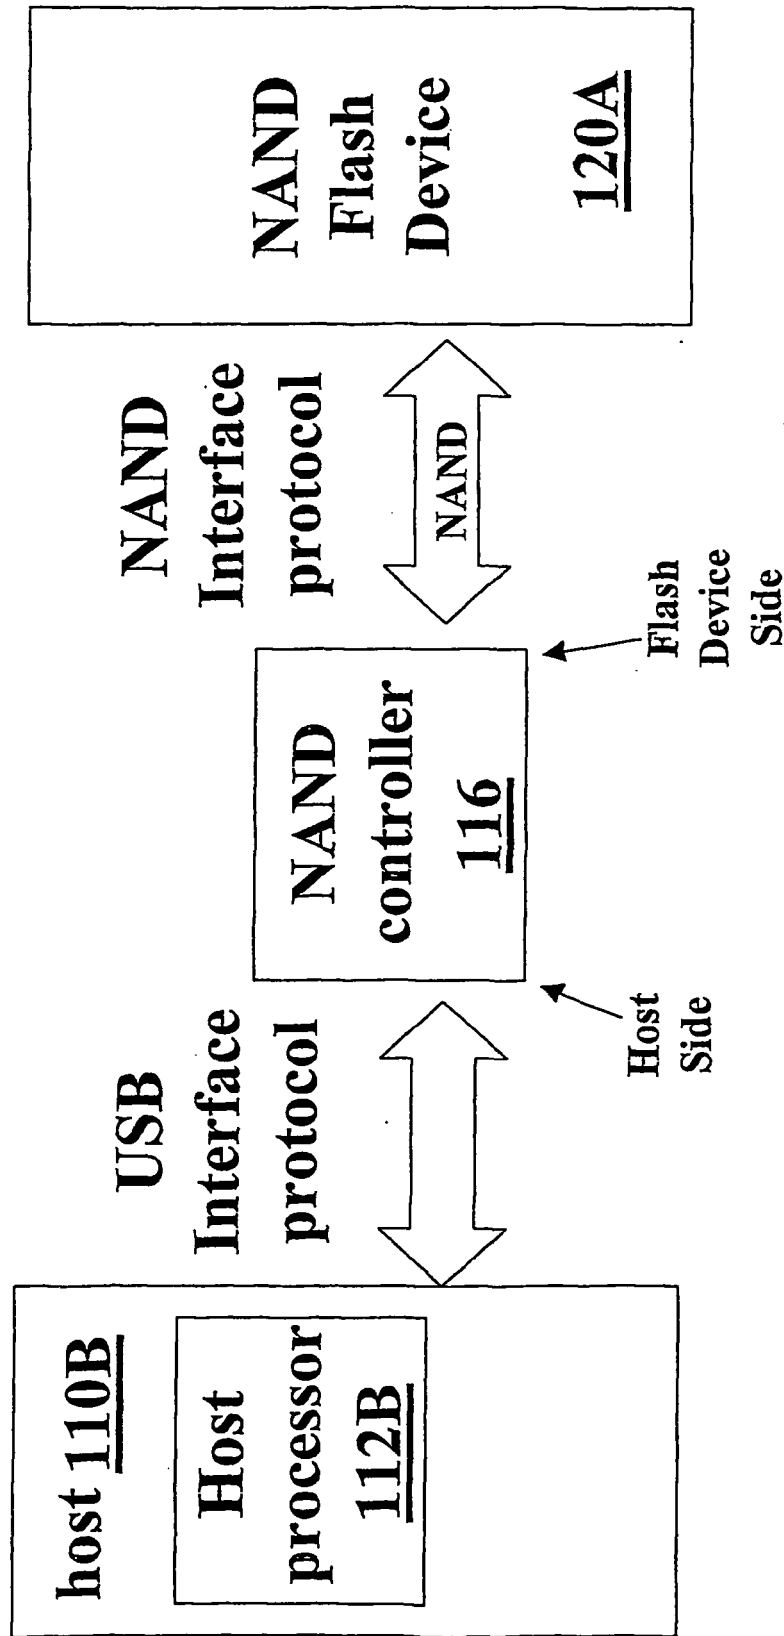 host 110B
Host
processor
112B
USB
Interface
protocol
Host
Side
NAND
controller
116
Flash
Device
Side
NAND
Interface
protocol
NAND
NAND
Flash
Device
120A